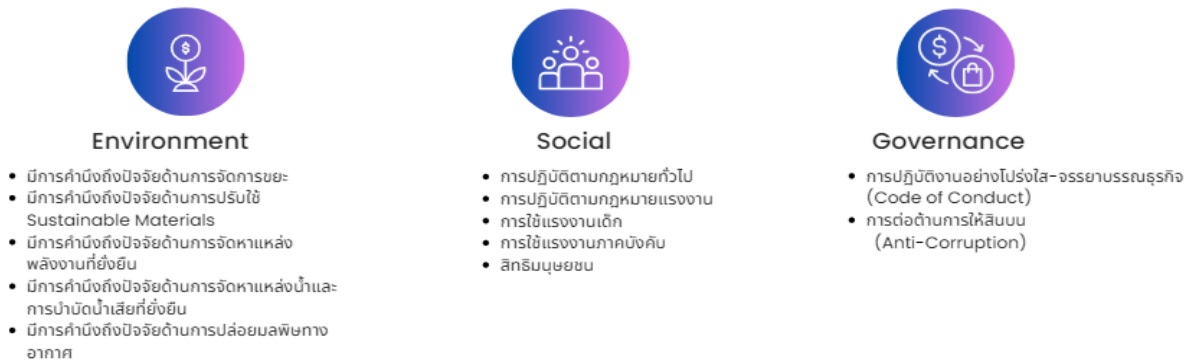 Environment
• มีการคำนึงถึงปัจจัยด้านการจัดการขยะ
• มีการคำนึงถึงปัจจัยด้านการปรับใช้
Sustainable Materials
• มีการคำนึงถึงปัจจัยด้านการจัดหาแหล่ง
พลังงานที่ยั่งยืน
• มีการคำนึงถึงปัจจัยด้านการจัดหาแหล่งน้ำและ
การบำบัดน้ำเสียที่ยั่งยืน
• มีการคำนึงถึงปัจจัยด้านการปล่อยมลพิษทาง
อากาศ
Social
• การปฏิบัติตามกฎหมายทั่วไป
• การปฏิบัติตามกฎหมายแรงงาน
• การใช้แรงงานเด็ก
• การใช้แรงงานภาคบังคับ
• สิทธิมนุษยชน
Governance
• การปฏิบัติงานอย่างโปร่งใส-จรรยาบรรณธุรกิจ
(Code of Conduct)
• การต่อต้านการให้สินบน
(Anti-Corruption)